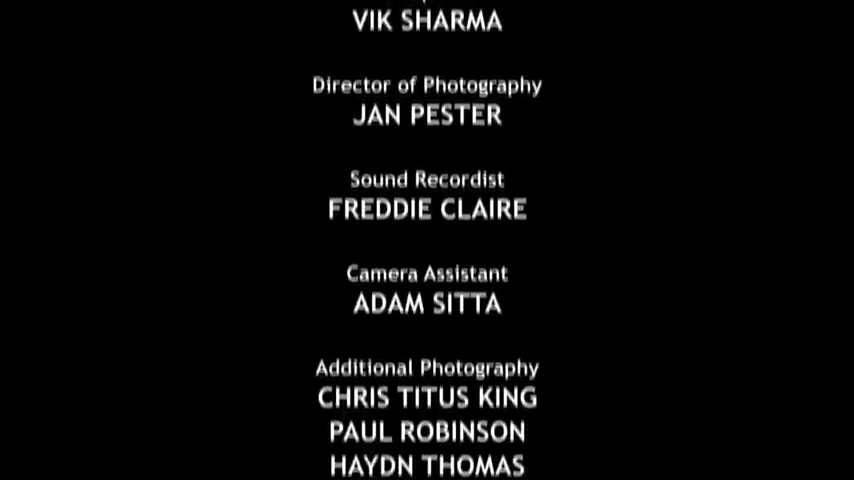 VIK SHARMA
Director of Photography
JAN PESTER
Sound Recordist
FREDDIE CLAIRE
Camera Assistant
ADAM SITTA
Additional Photography
CHRIS TITUS KING
PAUL ROBINSON
HAYDN THOMAS